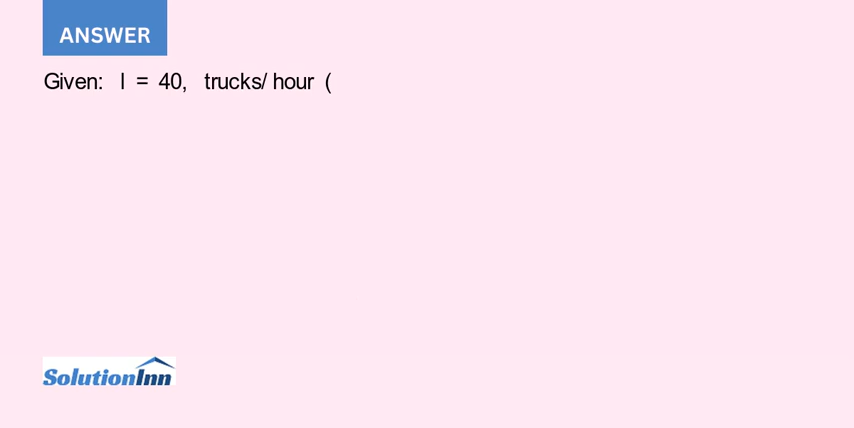 ANSWER
Given: l = 40, trucks/ hour (
SolutionInn